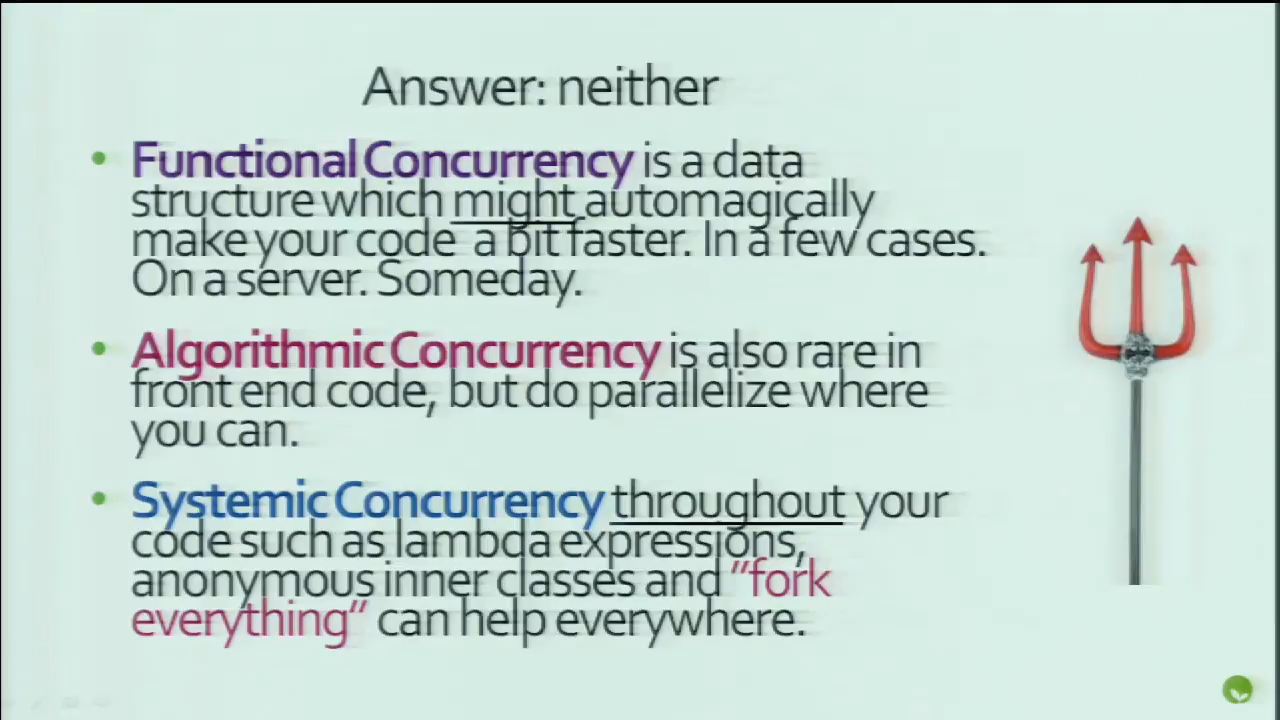 Answer: neither
• Functional Concurrency is a data
structure which might automagically
make your code a bit faster. In a few cases.
On a server. Someday.
• Algorithmic Concurrency is also rare in
front end code, but do parallelize where
you can.
• Systemic Concurrency throughout your
code such as lambda expressions,
anonymous inner classes and ”fork
everything” can help everywhere.